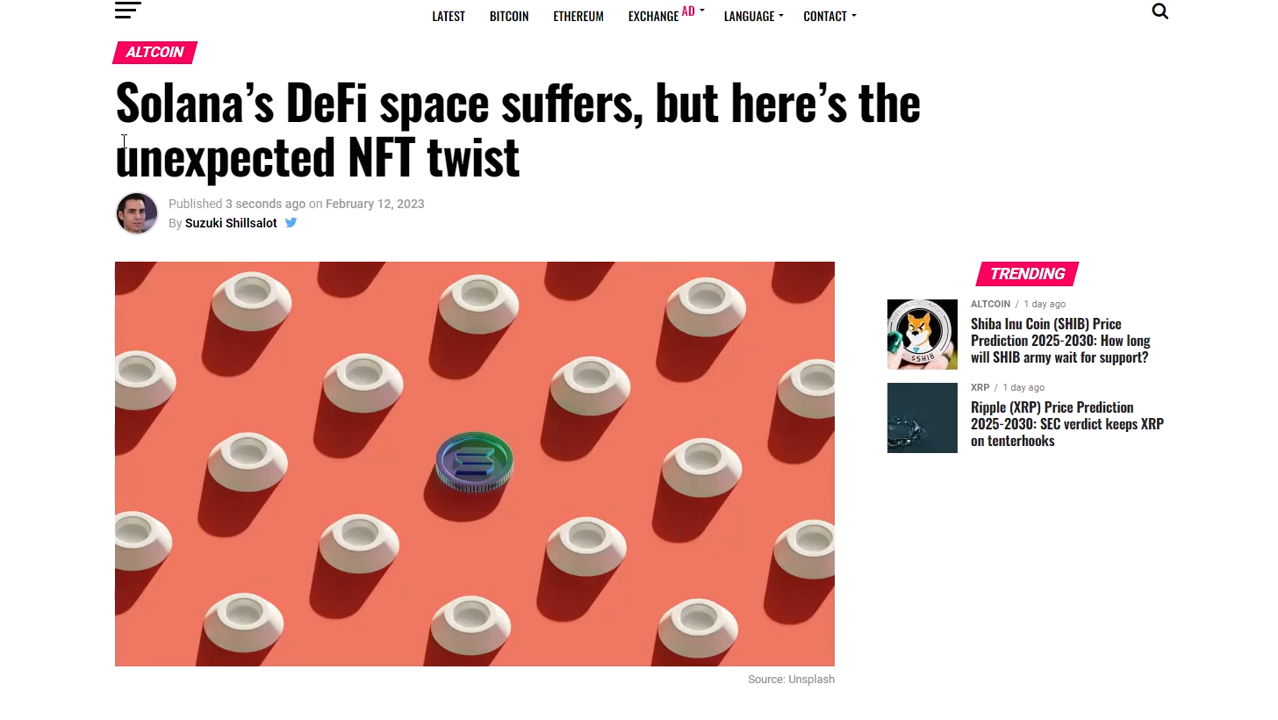 LATEST BITCOIN ETHEREUM EXCHANGE AD LANGUAGE CONTACT
ALTCOIN
Solana’s DeFi space suffers, but here’s the
unexpected NFT twist
Published 3 seconds ago on February 12, 2023
By Suzuki Shillsalot
TRENDING
ALTCOIN / 1 day ago
Shiba Inu Coin (SHIB) Price
Prediction 2025-2030: How long
will SHIB army wait for support?
$SHIB
XRP / 1 day ago
Ripple (XRP) Price Prediction
2025-2030: SEC verdict keeps XRP
on tenterhooks
Source: Unsplash